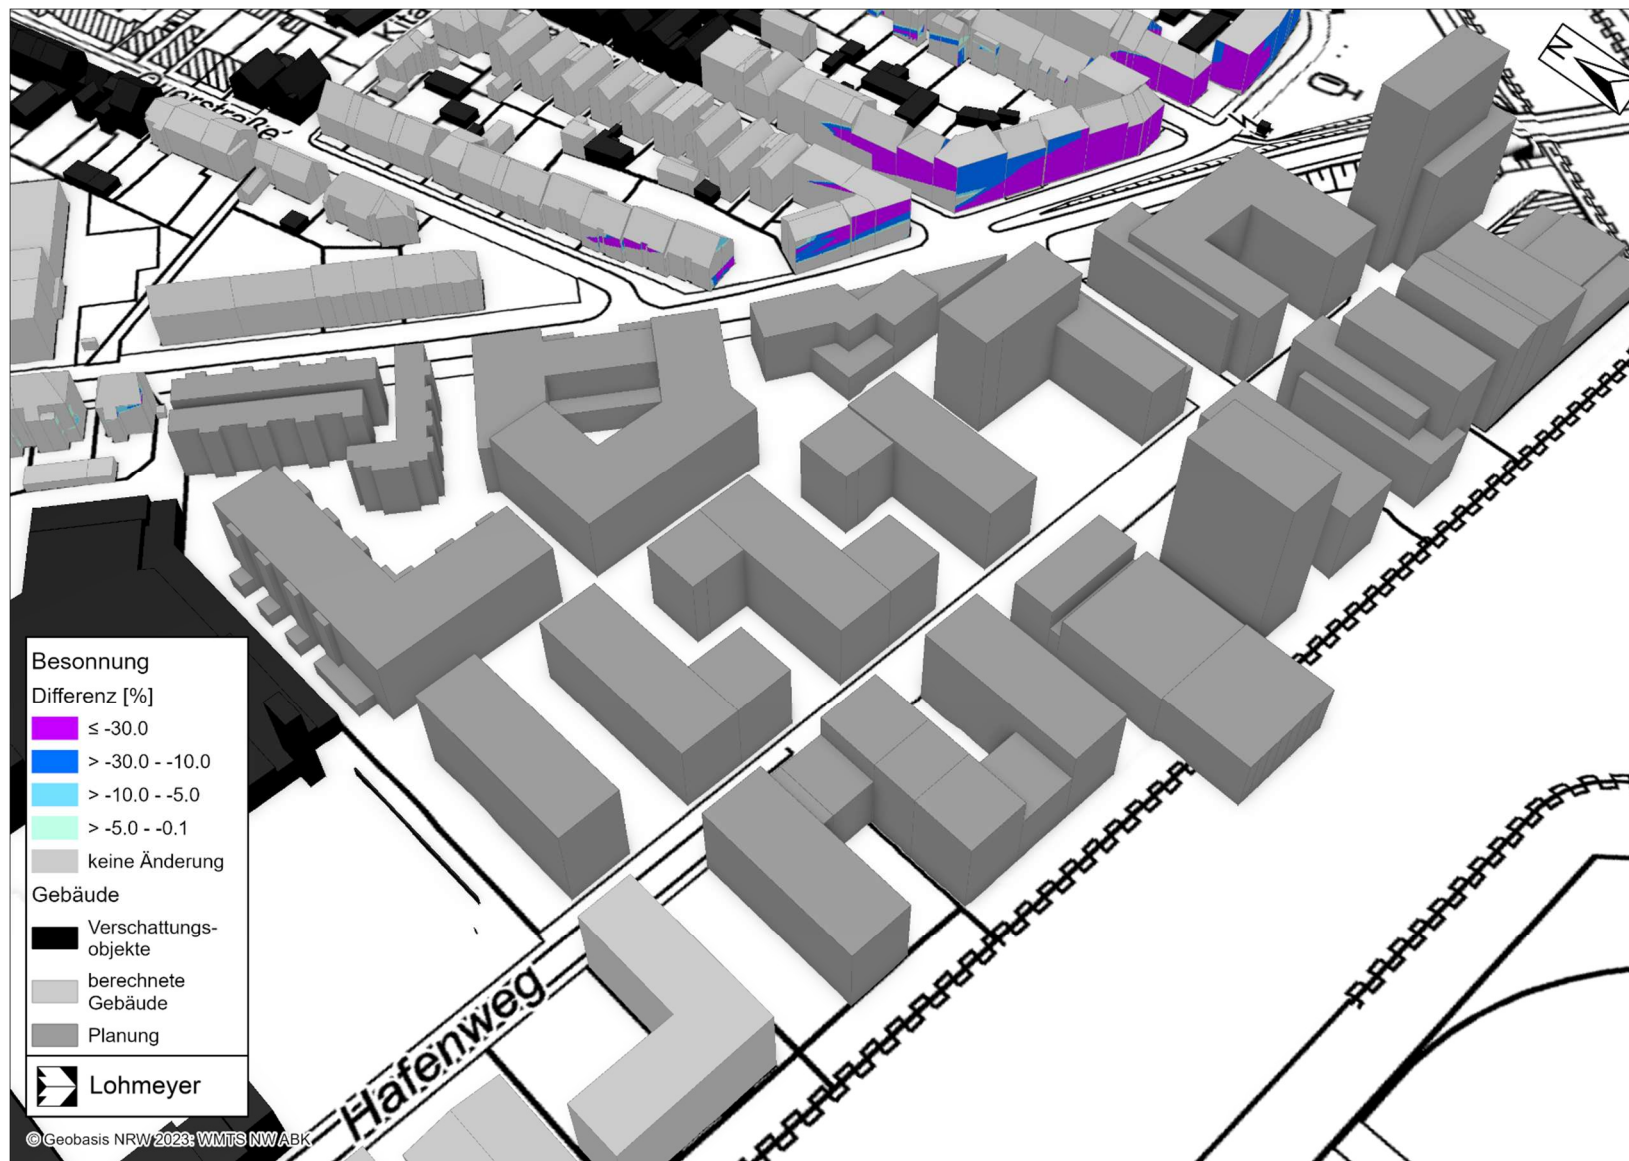 Besonnung
Differenz [%]
≤ -30.0
> -30.0 - -10.0
> -10.0 - -5.0
> -5.0 - -0.1
keine Änderung
Gebäude
Verschattungs-
objekte
berechnete
Gebäude
Planung
Lohmeyer
© Geobasis NRW 2023: WMTS NW ABK
Hafenweg
N